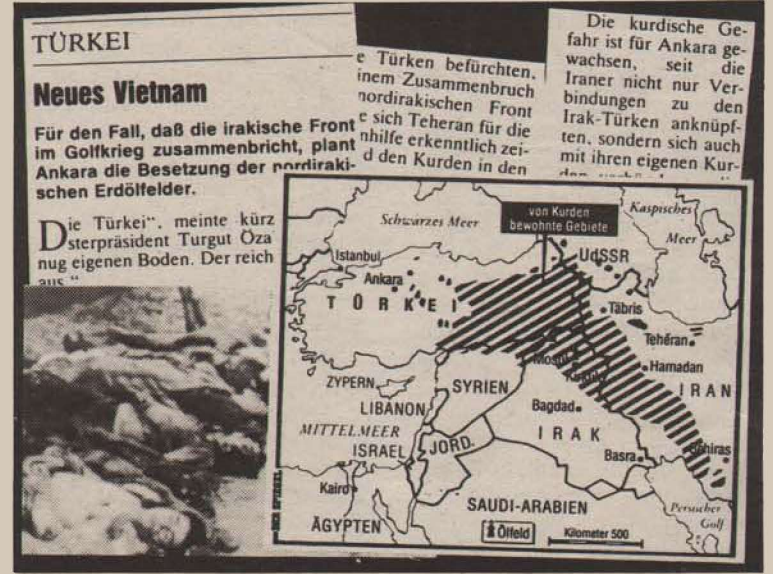 TÜRKEI
Neues Vietnam
Für den Fall, daß die irakische Front
im Golfkrieg zusammenbricht, plant
Ankara die Besetzung der nordiraki-
schen Erdölfelder.
Die Türkei“, meinte kürz
sterpräsident Turgut Öza
nug eigenen Boden. Der reich
aus.“
e Türken befürchten,
inem Zusammenbruch
nordirakischen Front
e sich Teheran für die
nhilfe erkenntlich zei-
d den Kurden in den
Die kurdische Ge-
fahr ist für Ankara ge-
wachsen, seit die
Iraner nicht nur Ver-
bindungen zu den
Irak-Türken anknüpf-
ten, sondern sich auch
mit ihren eigenen Kur-
von Kurden
bewohnte Gebiete
Schwarzes Meer
Kaspisches
Meer
Istanbul
UdSSR
Ankara
TÜRKEI
Täbris
Teheran
Mosul
Kirkuk
Hamadan
ZYPERN
SYRIEN
IRAN
LIBANON
Bagdad
MITTELMEER
IRAK
ISRAEL
JORD.
Basra
Schiras
Kairo
SAUDI-ARABIEN
Persischer
Golf
ÄGYPTEN
Ölfeld
Kilometer 500
DER SPIEGEL